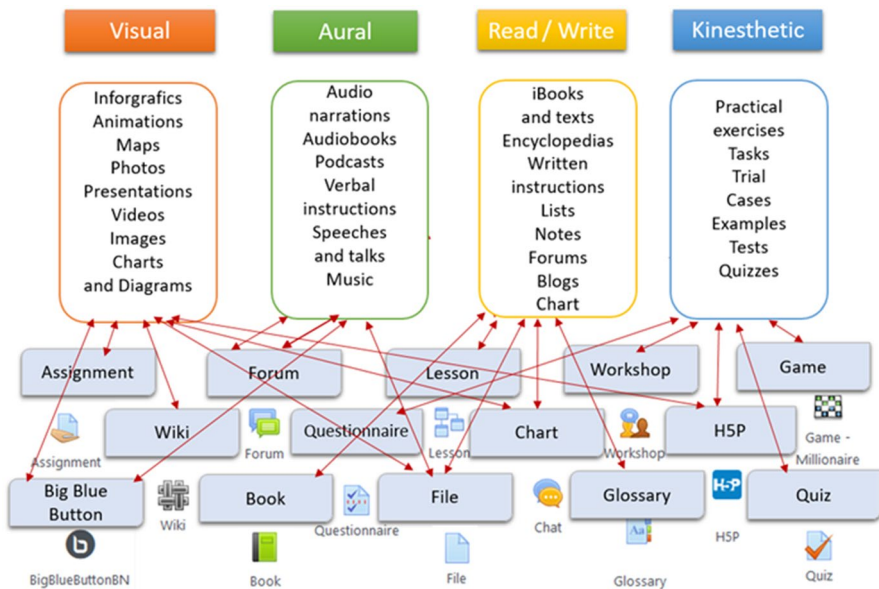 Visual
Aural
Read / Write
Kinesthetic
Inforgrafics
Animations
Maps
Photos
Presentations
Videos
Images
Charts
and Diagrams
Audio
narrations
Audiobooks
Podcasts
Verbal
instructions
Speeches
and talks
Music
iBooks
and texts
Encyclopedias
Written
instructions
Lists
Notes
Forums
Blogs
Chart
Practical
exercises
Tasks
Trial
Cases
Examples
Tests
Quizzes
Assignment
Forum
Lesson
Workshop
Game
Wiki
Questionnaire
Chart
H5P
Assignment
Forum
Lesson
Workshop
Game -
Millionaire
Big Blue
Button
Book
File
Glossary
Quiz
Wiki
Questionnaire
Chat
H5P
H5P
Aa
BigBlueButtonBN
Book
File
Glossary
Quiz